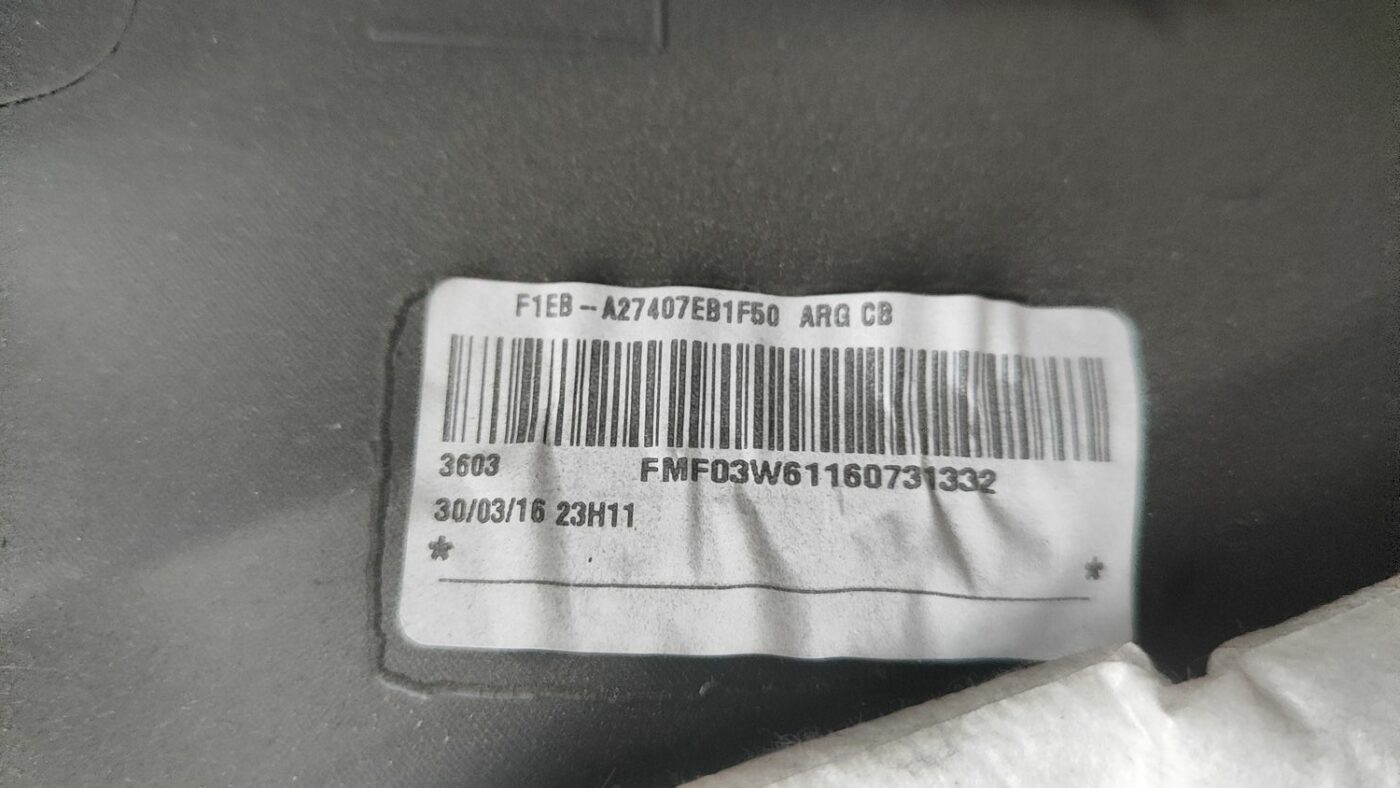 F1EB-A27407EB1F50 ARG CB
3603 FMF03W61160731332
30/03/16 23H11
* *